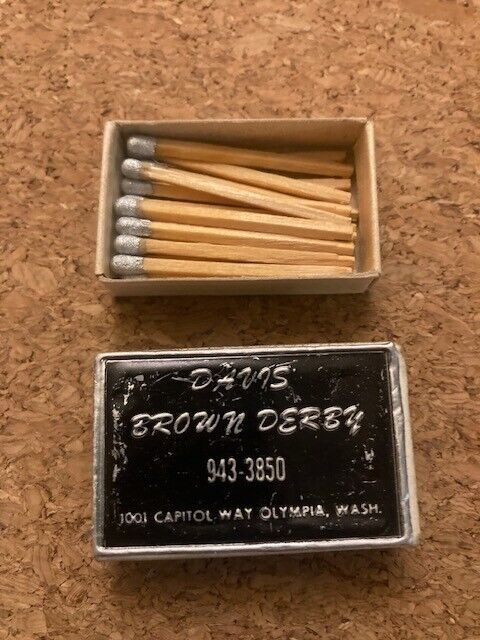 DAVIS
BROWN DERBY
943-3850
1001 CAPITOL WAY OLYMPIA, WASH.